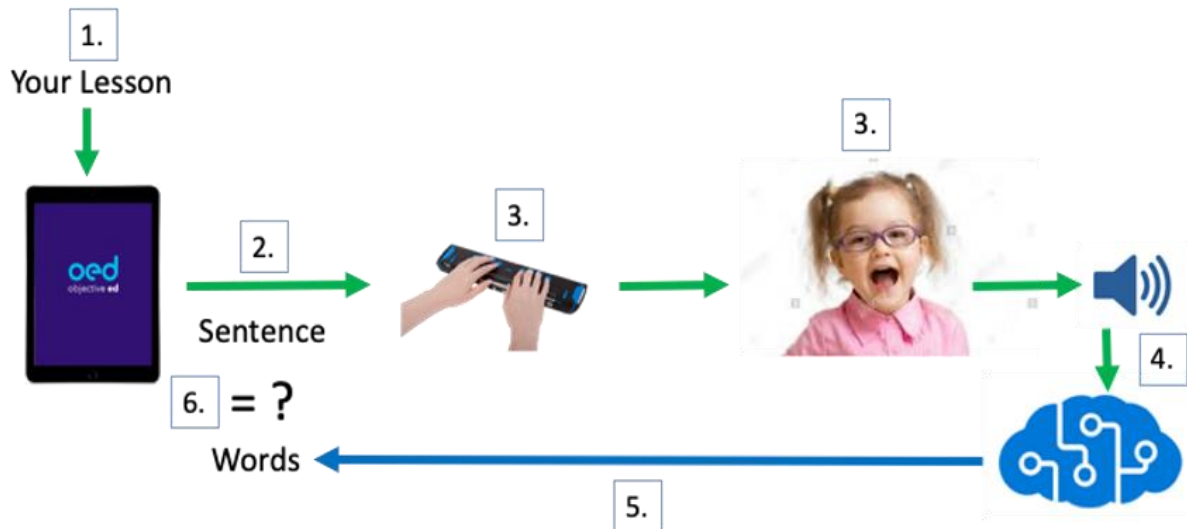 1.
Your Lesson
oed
objective ed
2.
Sentence
3.
3.
4.
6. = ?
Words
5.